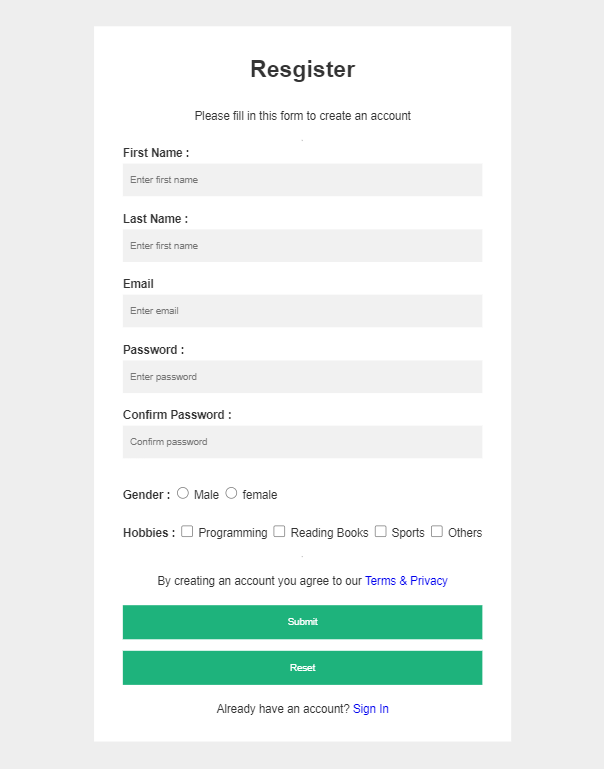 Resgister
Please fill in this form to create an account
First Name :
Enter first name
Last Name :
Enter first name
Email
Enter email
Password :
Enter password
Confirm Password :
Confirm password
Gender : Male female
Hobbies : Programming Reading Books Sports Others
By creating an account you agree to our Terms & Privacy
Submit
Reset
Already have an account? Sign In